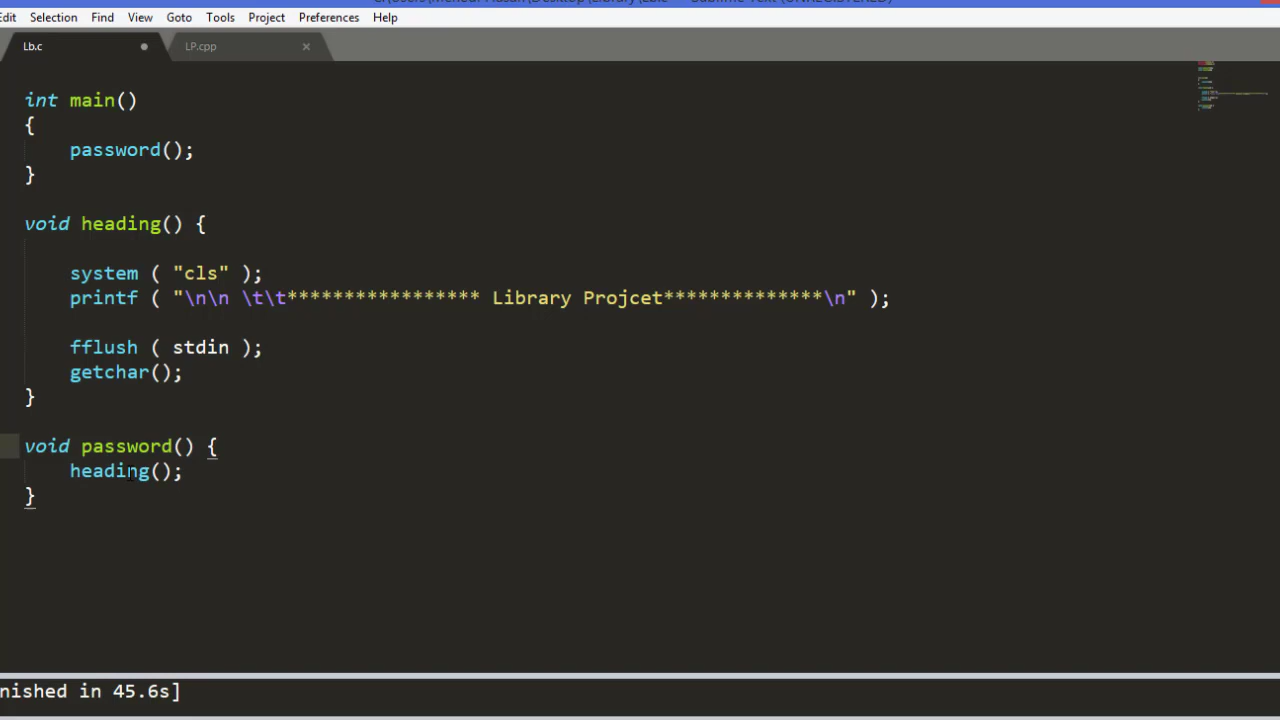 Edit Selection Find View Goto Tools Project Preferences Help
Lb.c LP.cpp
int main()
{
    password();
}
void heading() {
    system ( "cls" );
    printf ( "\n\n \t\t***************** Library Projcet**************\n" );
    fflush ( stdin );
    getchar();
}
void password() {
    heading();
}
nished in 45.6s]